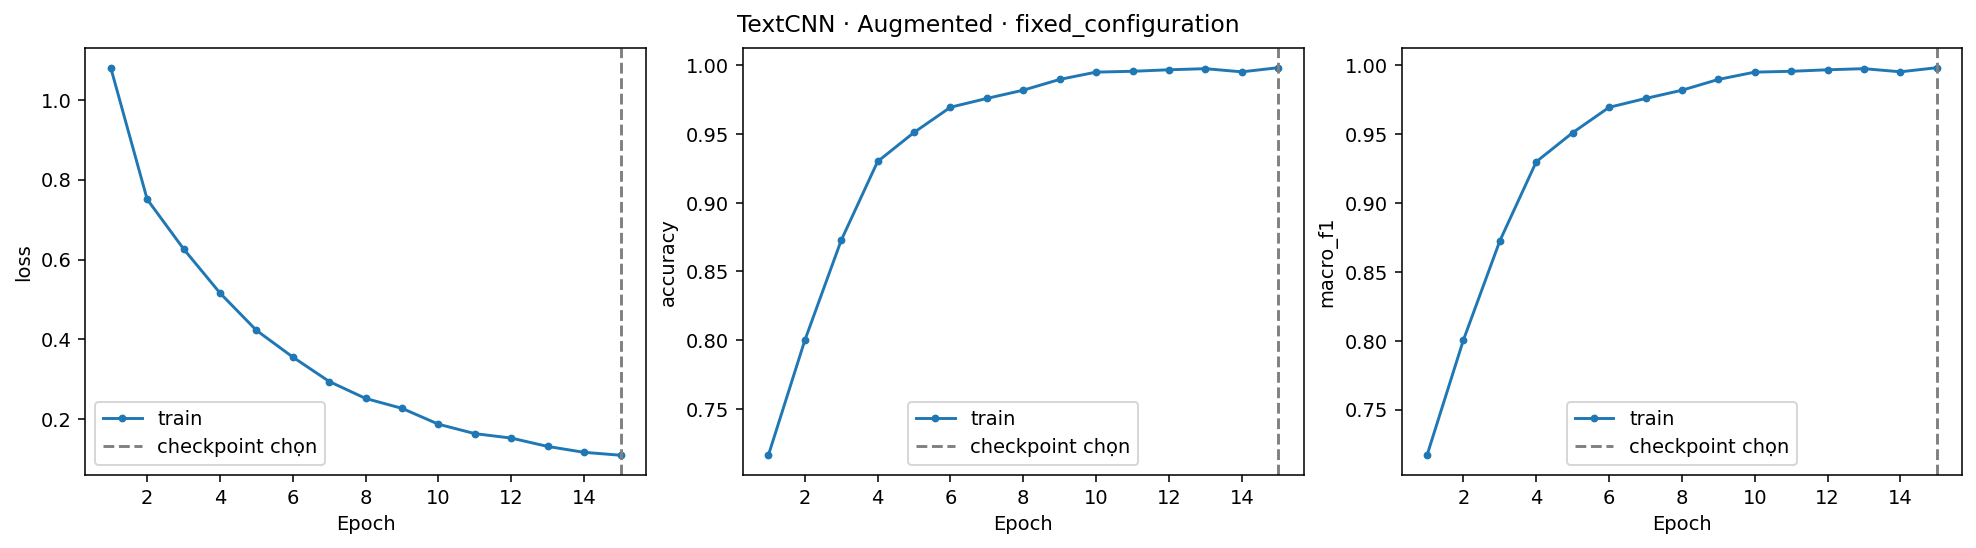 TextCNN · Augmented · fixed_configuration
loss
1.0
0.8
0.6
0.4
0.2
train
checkpoint chọn
2 4 6 8 10 12 14
Epoch
accuracy
1.00
0.95
0.90
0.85
0.80
0.75
train
checkpoint chọn
2 4 6 8 10 12 14
Epoch
macro_f1
1.00
0.95
0.90
0.85
0.80
0.75
train
checkpoint chọn
2 4 6 8 10 12 14
Epoch